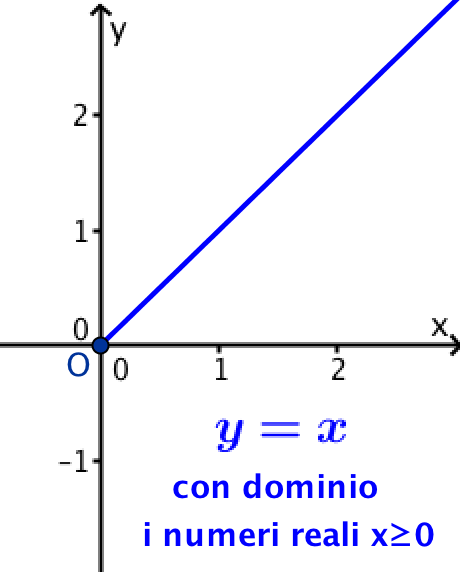 y
2
1
0
x
O
0 1 2
y = x
-1
con dominio
i numeri reali x≥0